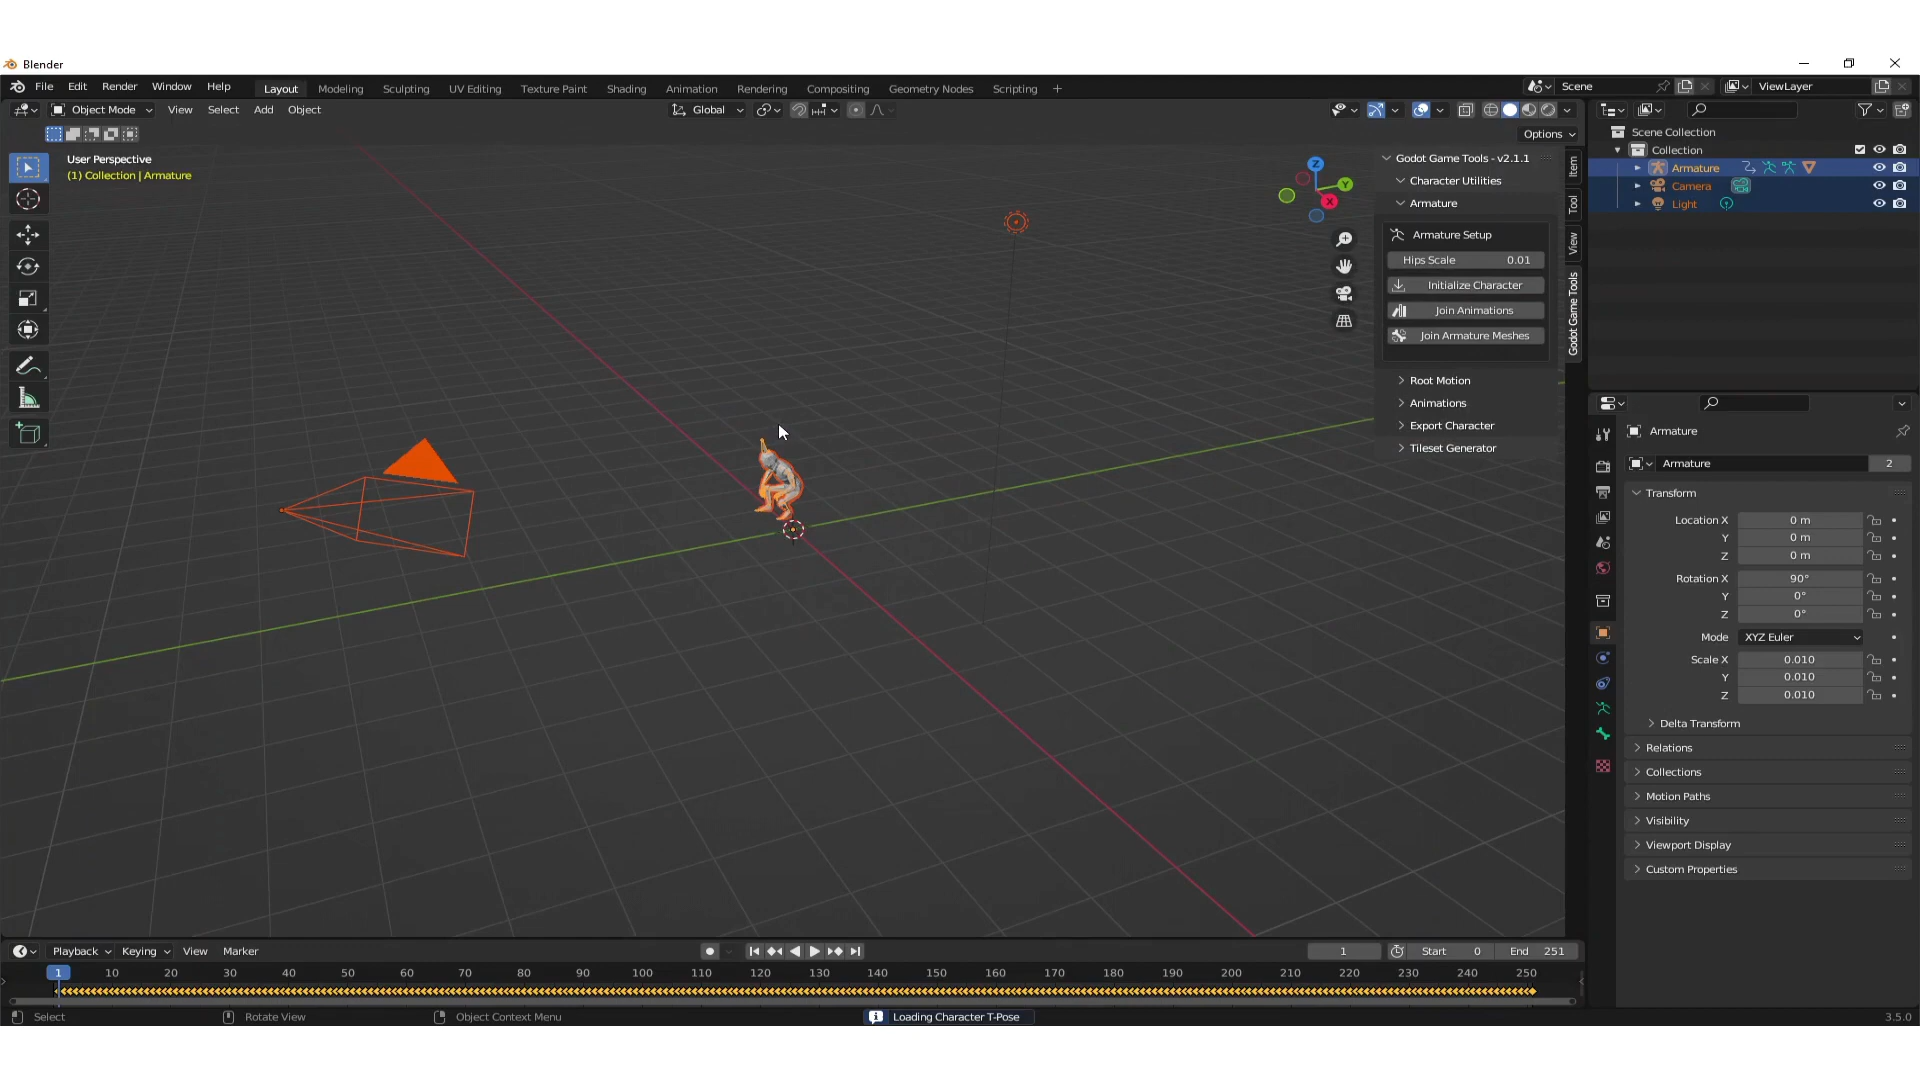 Blender
File Edit Render Window Help Layout Modeling Sculpting UV Editing Texture Paint Shading Animation Rendering Compositing Geometry Nodes Scripting + Scene ViewLayer
Object Mode View Select Add Object Global
Options
User Perspective
(1) Collection | Armature
Z
Y
X
Godot Game Tools - v2.1.1
Character Utilities
Armature
Armature Setup
Hips Scale 0.01
Initialize Character
Join Animations
Join Armature Meshes
Root Motion
Animations
Export Character
Tileset Generator
Item
Tool
View
Godot Game Tools
Scene Collection
Collection
Armature
Camera
Light
Armature
Armature 2
Transform
Location X 0 m
Y 0 m
Z 0 m
Rotation X 90°
Y 0°
Z 0°
Mode XYZ Euler
Scale X 0.010
Y 0.010
Z 0.010
Delta Transform
Relations
Collections
Motion Paths
Visibility
Viewport Display
Custom Properties
Playback Keying View Marker 1 Start 0 End 251
1 10 20 30 40 50 60 70 80 90 100 110 120 130 140 150 160 170 180 190 200 210 220 230 240 250
Select Rotate View Object Context Menu Loading Character T-Pose 3.5.0